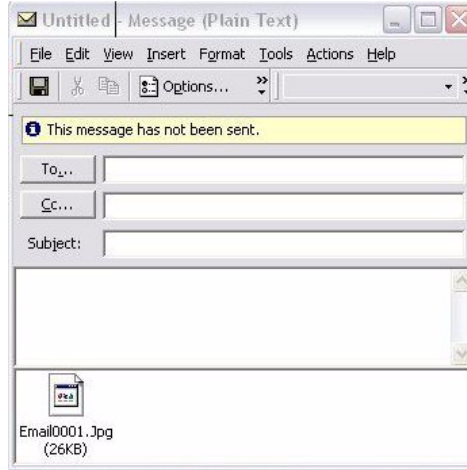 Untitled - Message (Plain Text)
File Edit View Insert Format Tools Actions Help
Options...
This message has not been sent.
To...
Cc...
Subject:
Email0001.Jpg
(26KB)